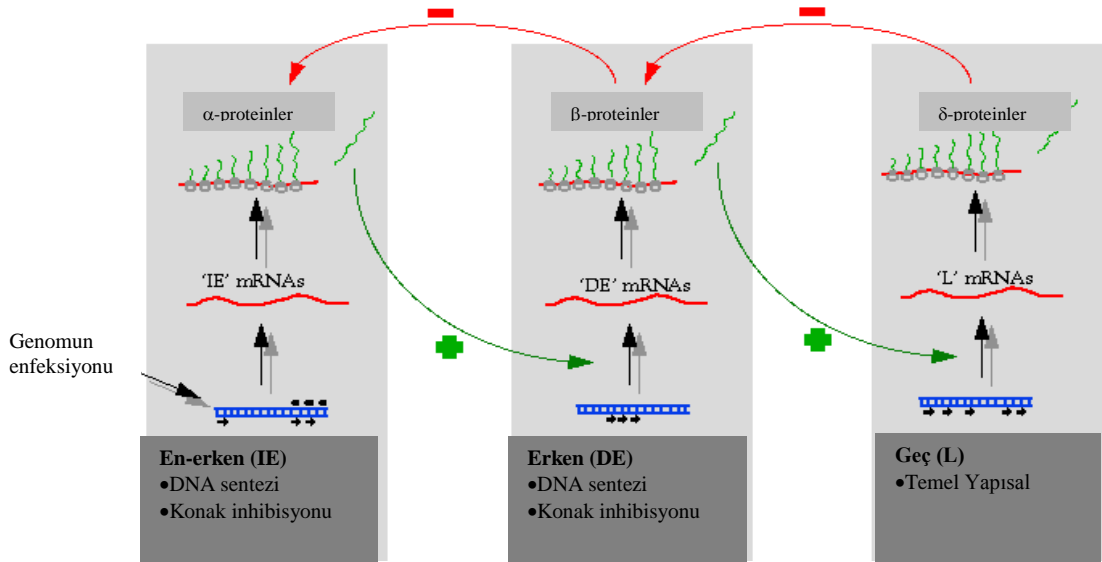 α-proteinler
β-proteinler
δ-proteinler
‘IE’ mRNAs
‘DE’ mRNAs
‘L’ mRNAs
Genomun
enfeksiyonu
En-erken (IE)
•DNA sentezi
•Konak inhibisyonu
Erken (DE)
•DNA sentezi
•Konak inhibisyonu
Geç (L)
•Temel Yapısal